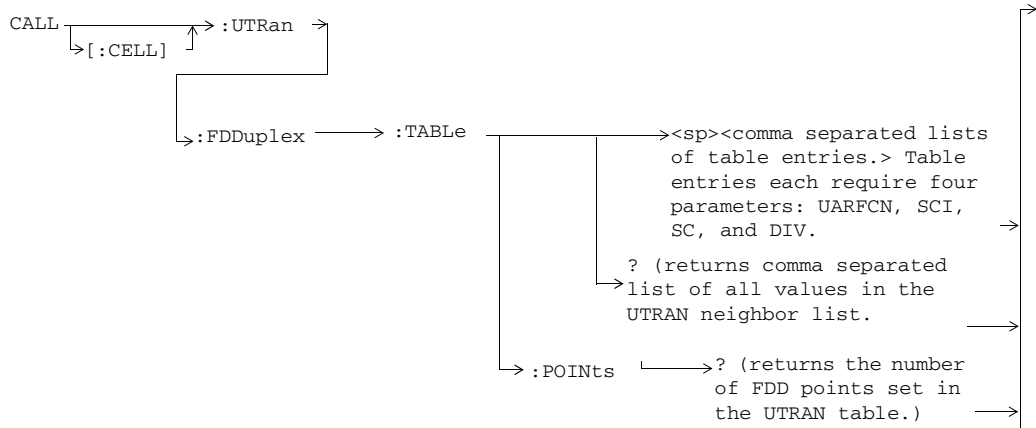 CALL :UTRan
[:CELL]
:FDDuplex :TABLe <sp><comma separated lists
of table entries.> Table
entries each require four
parameters: UARFCN, SCI,
SC, and DIV.
? (returns comma separated
list of all values in the
UTRAN neighbor list.
:POINts ? (returns the number
of FDD points set in
the UTRAN table.)